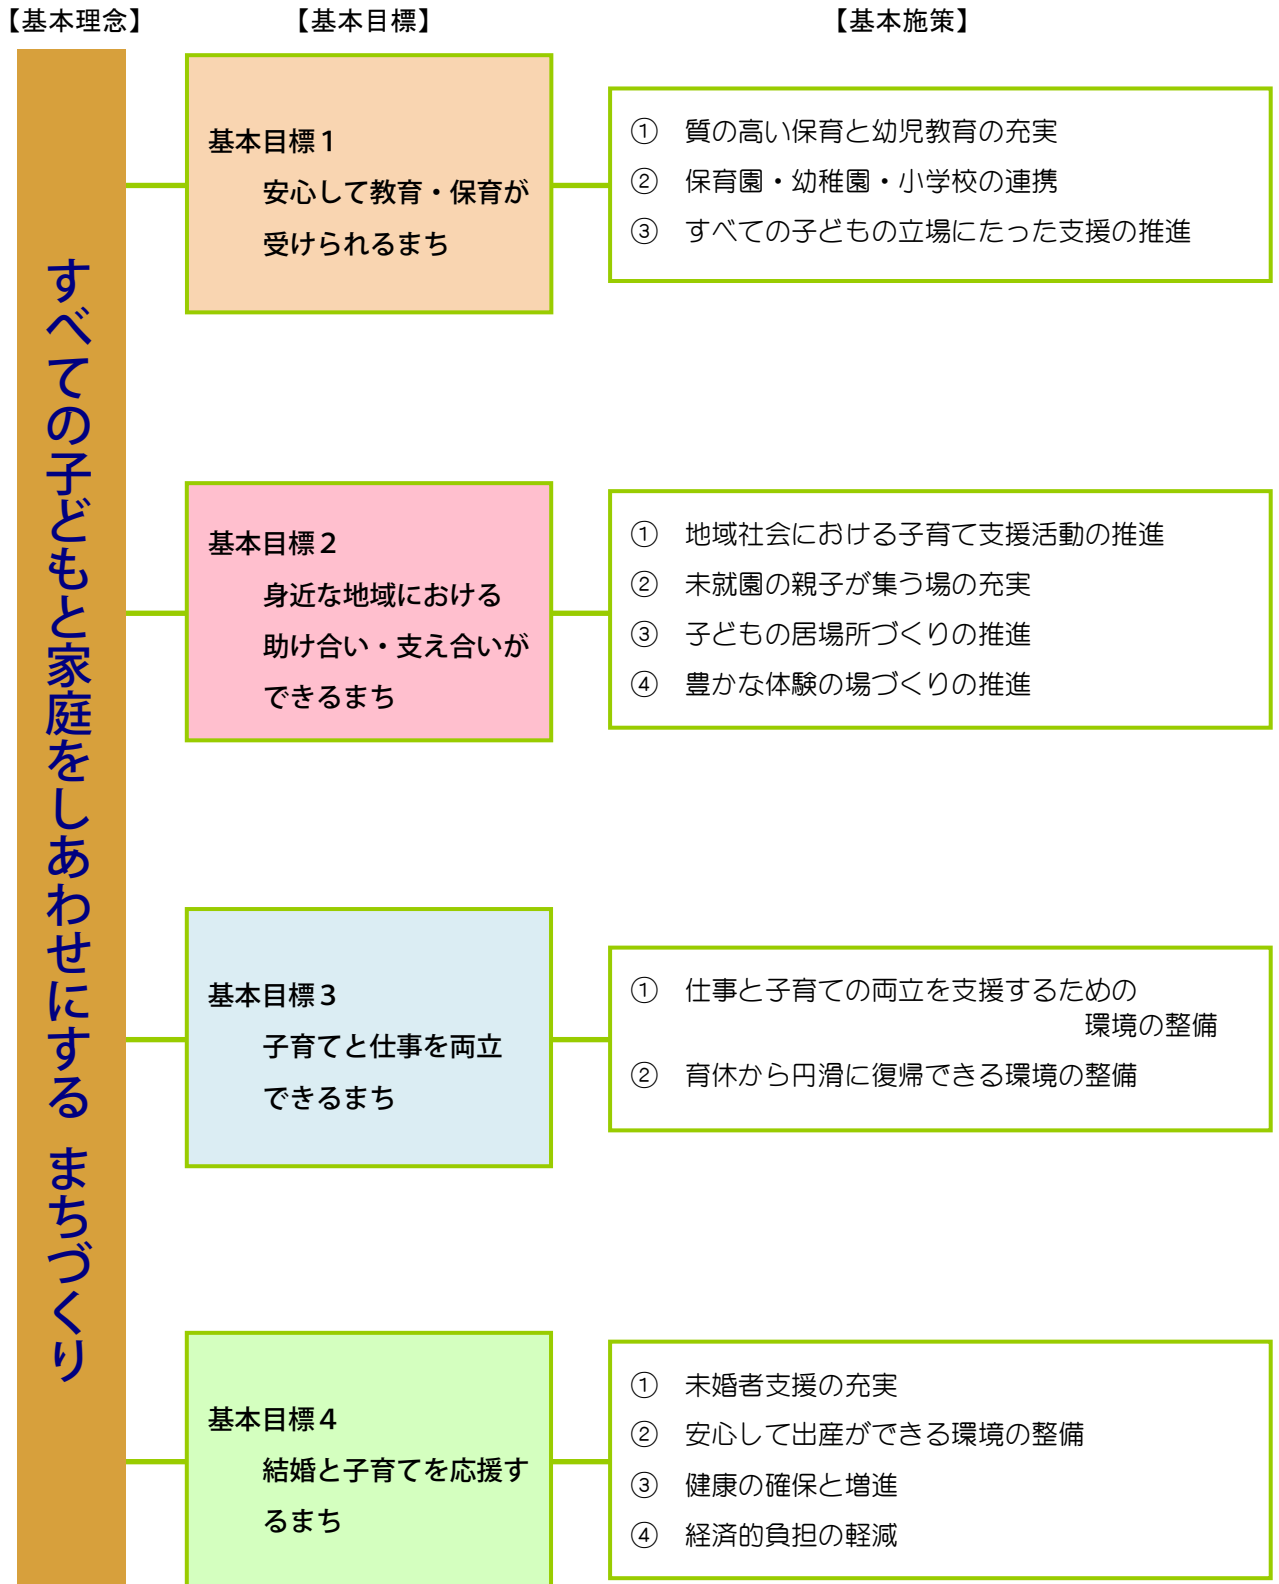 【基本理念】
【基本目標】
【基本施策】
すべての子どもと家庭をしあわせにする まちづくり
基本目標１
安心して教育・保育が
受けられるまち
① 質の高い保育と幼児教育の充実
② 保育園・幼稚園・小学校の連携
③ すべての子どもの立場にたった支援の推進
基本目標２
身近な地域における
助け合い・支え合いが
できるまち
① 地域社会における子育て支援活動の推進
② 未就園の親子が集う場の充実
③ 子どもの居場所づくりの推進
④ 豊かな体験の場づくりの推進
基本目標３
子育てと仕事を両立
できるまち
① 仕事と子育ての両立を支援するための
環境の整備
② 育休から円滑に復帰できる環境の整備
基本目標４
結婚と子育てを応援す
るまち
① 未婚者支援の充実
② 安心して出産ができる環境の整備
③ 健康の確保と増進
④ 経済的負担の軽減